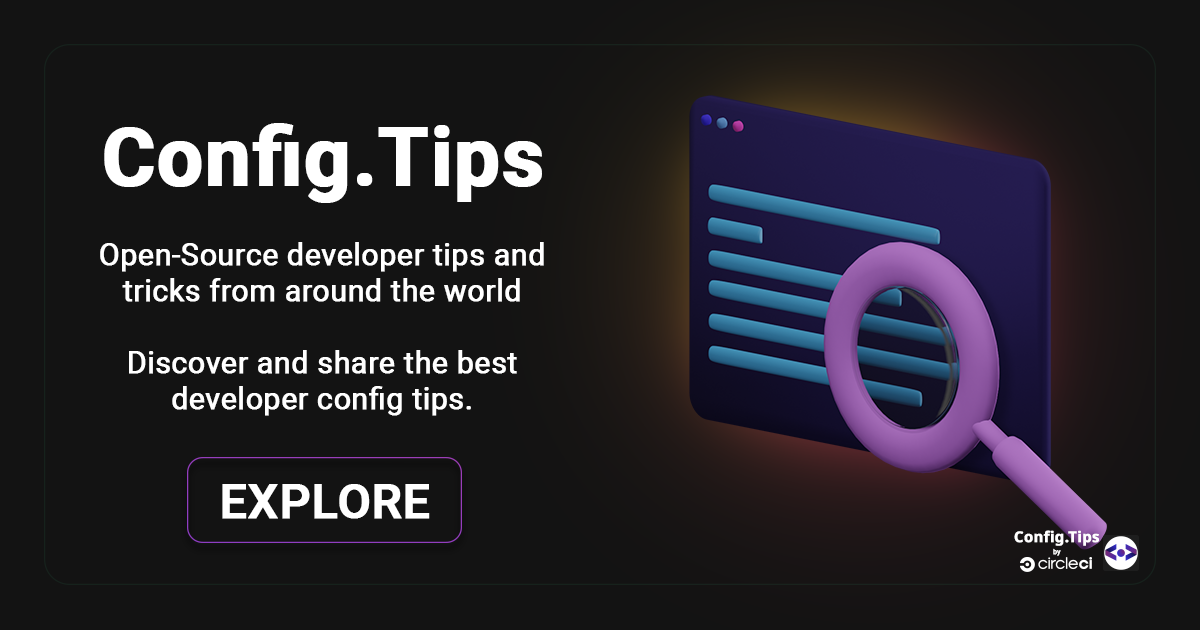 Config.Tips
Open-Source developer tips and
tricks from around the world
Discover and share the best
developer config tips.
EXPLORE
Config.Tips
by
circleci